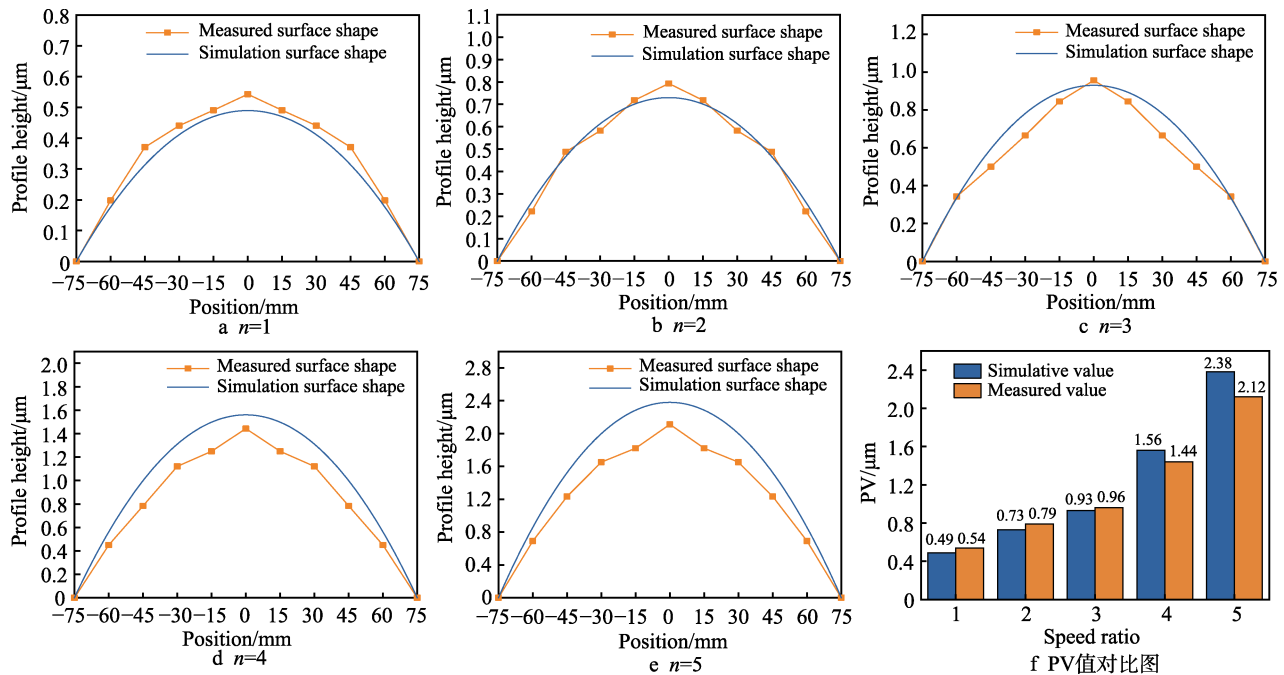 0.8
0.7
0.6
0.5
0.4
0.3
0.2
0.1
0
Profile height/μm
Measured surface shape
Simulation surface shape
−75 −60 −45 −30 −15 0 15 30 45 60 75
Position/mm
a n=1
1.1
1.0
0.9
0.8
0.7
0.6
0.5
0.4
0.3
0.2
0.1
0
Profile height/μm
Measured surface shape
Simulation surface shape
−75 −60 −45 −30 −15 0 15 30 45 60 75
Position/mm
b n=2
1.2
1.0
0.8
0.6
0.4
0.2
0
Profile height/μm
Measured surface shape
Simulation surface shape
−75 −60 −45 −30 −15 0 15 30 45 60 75
Position/mm
c n=3
2.0
1.8
1.6
1.4
1.2
1.0
0.8
0.6
0.4
0.2
0
Profile height/μm
Measured surface shape
Simulation surface shape
−75 −60 −45 −30 −15 0 15 30 45 60 75
Position/mm
d n=4
2.8
2.4
2.0
1.6
1.2
0.8
0.4
0
Profile height/μm
Measured surface shape
Simulation surface shape
−75 −60 −45 −30 −15 0 15 30 45 60 75
Position/mm
e n=5
2.4
2.0
1.6
1.2
0.8
0.4
0
PV/μm
Simulative value
Measured value
0.49 0.54
0.73 0.79
0.93 0.96
1.56 1.44
2.38 2.12
1 2 3 4 5
Speed ratio
f PV值对比图